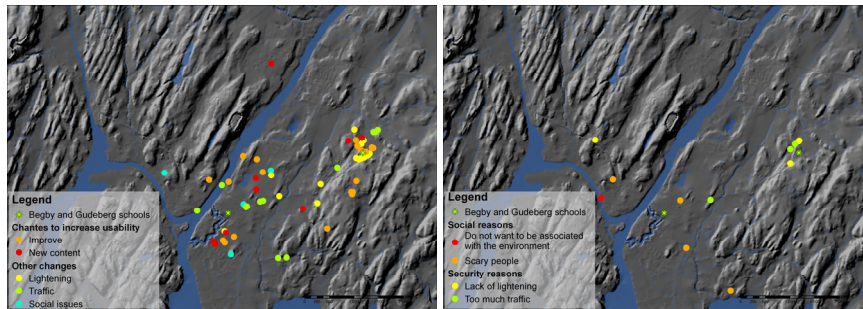 Legend
Begby and Gudeberg schools
Chantes to increase usability
Improve
New content
Other changes
Lightening
Traffic
Social issues
Legend
Begby and Gudeberg schools
Social reasons
Do not want to be associated
with the environment
Scary people
Security reasons
Lack of lightening
Too much traffic